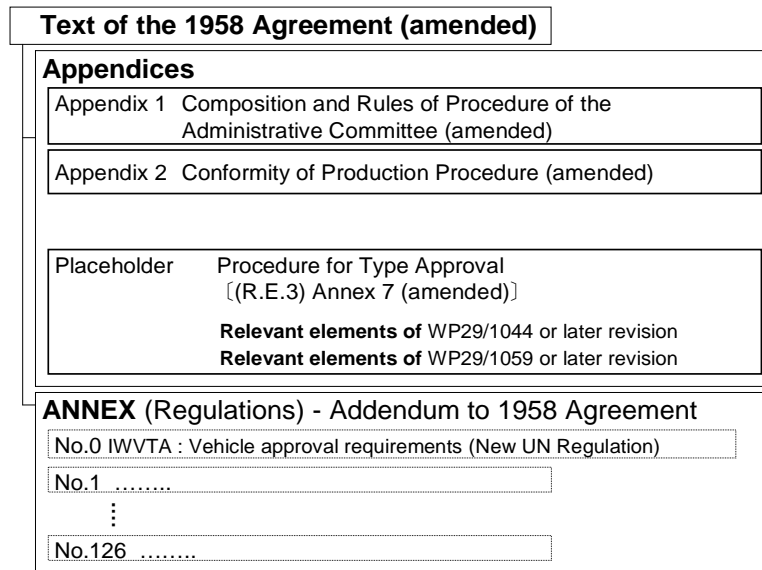 Text of the 1958 Agreement (amended)
Appendices
Appendix 1 Composition and Rules of Procedure of the
Administrative Committee (amended)
Appendix 2 Conformity of Production Procedure (amended)
Placeholder Procedure for Type Approval
〔(R.E.3) Annex 7 (amended)〕
Relevant elements of WP29/1044 or later revision
Relevant elements of WP29/1059 or later revision
ANNEX (Regulations) - Addendum to 1958 Agreement
No.0 IWVTA : Vehicle approval requirements (New UN Regulation)
No.1 ……..
No.126 ……..